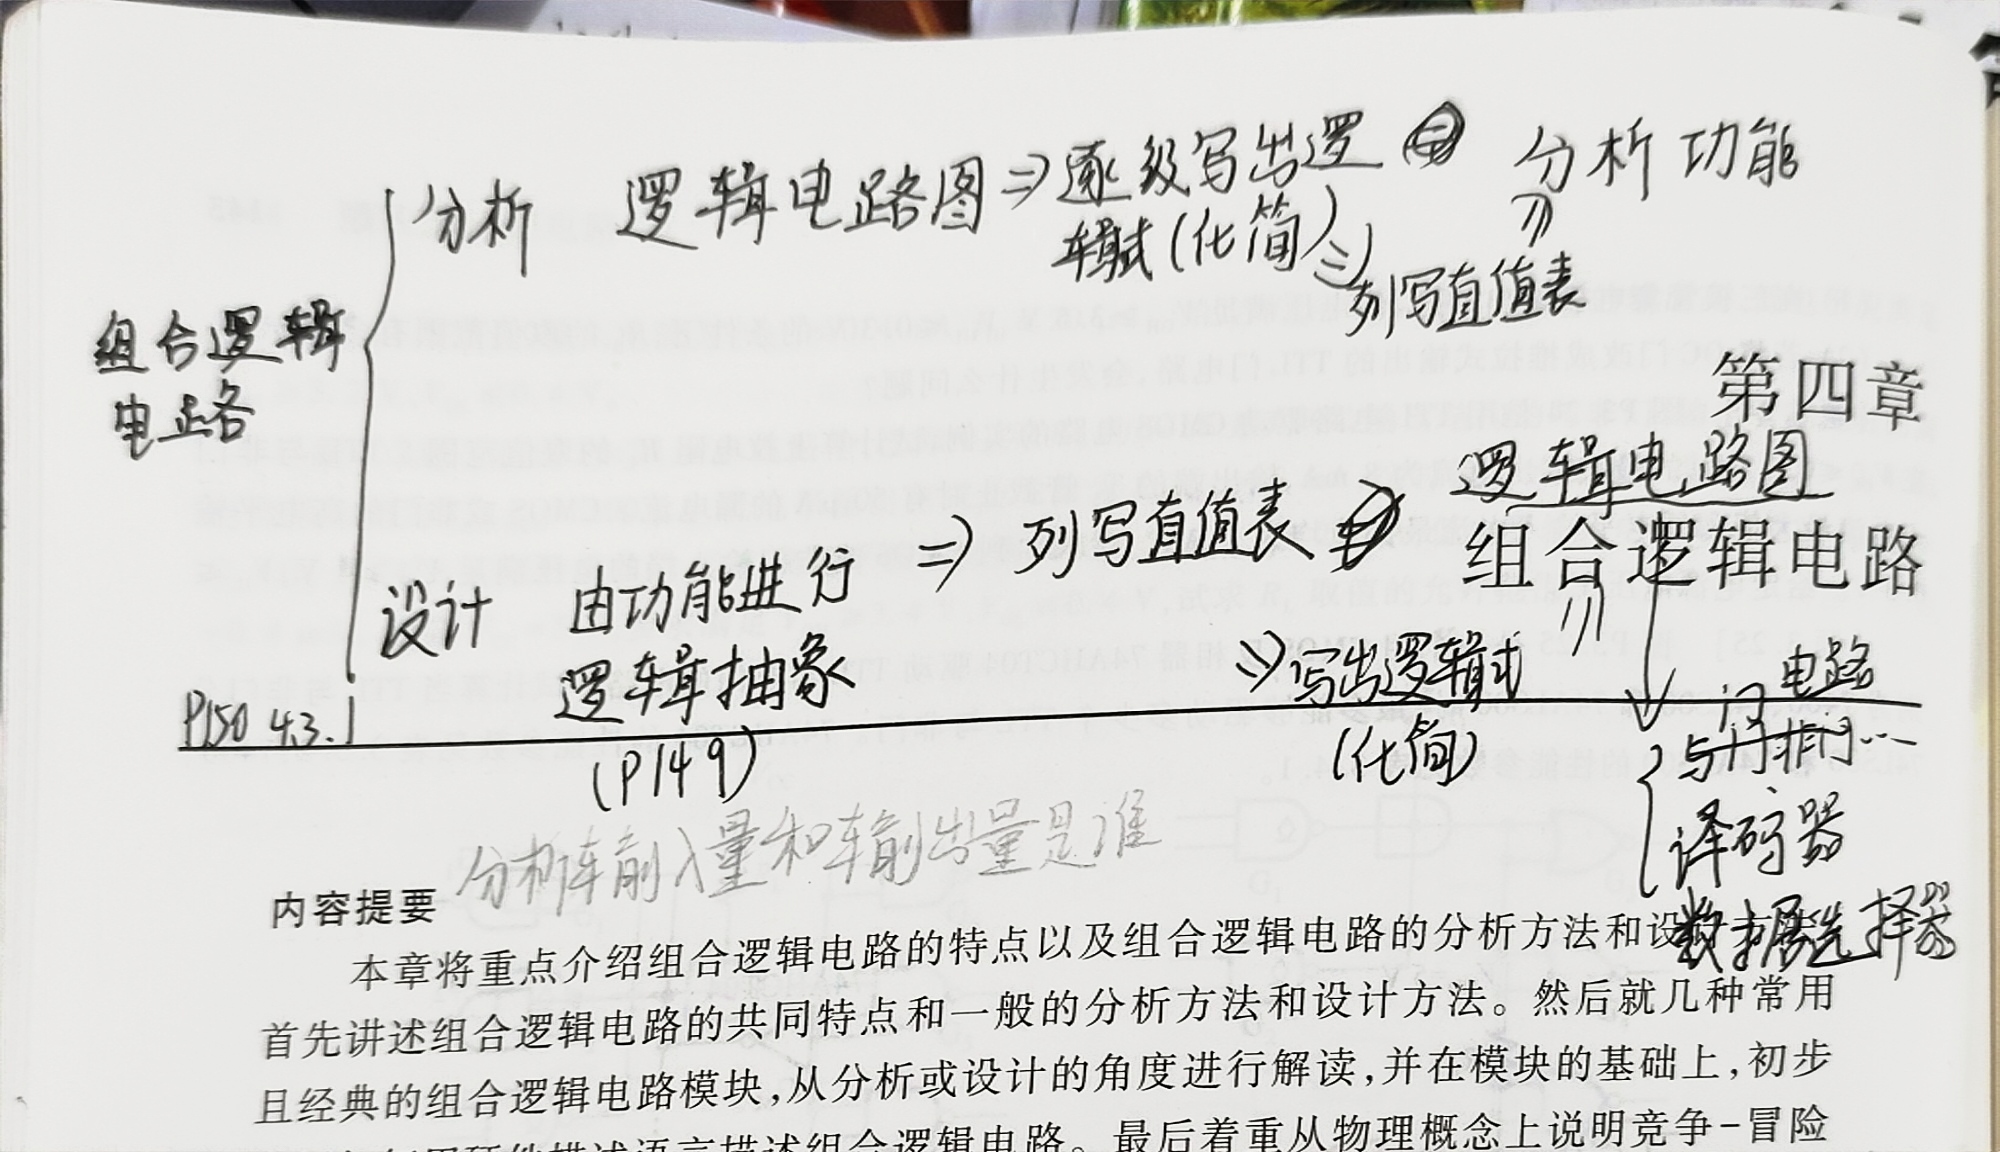 分析 逻辑电路图⇒逐级写出逻
辑式(化简)⇒
列写真值表
⇒
分析功能
组合逻辑
电路
第四章
组合逻辑电路
设计 由功能进行
逻辑抽象
(P149)
⇒ 列写真值表
⇒写出逻辑式
(化简)
⇒
逻辑电路图
门电路
与门非门…
译码器
数据选择器
P150 4.3.1
分析输入量和输出量是谁
内容提要
本章将重点介绍组合逻辑电路的特点以及组合逻辑电路的分析方法和设
首先讲述组合逻辑电路的共同特点和一般的分析方法和设计方法。然后就几种常用
且经典的组合逻辑电路模块,从分析或设计的角度进行解读,并在模块的基础上,初步
描述语言描述组合逻辑电路。最后着重从物理概念上说明竞争-冒险